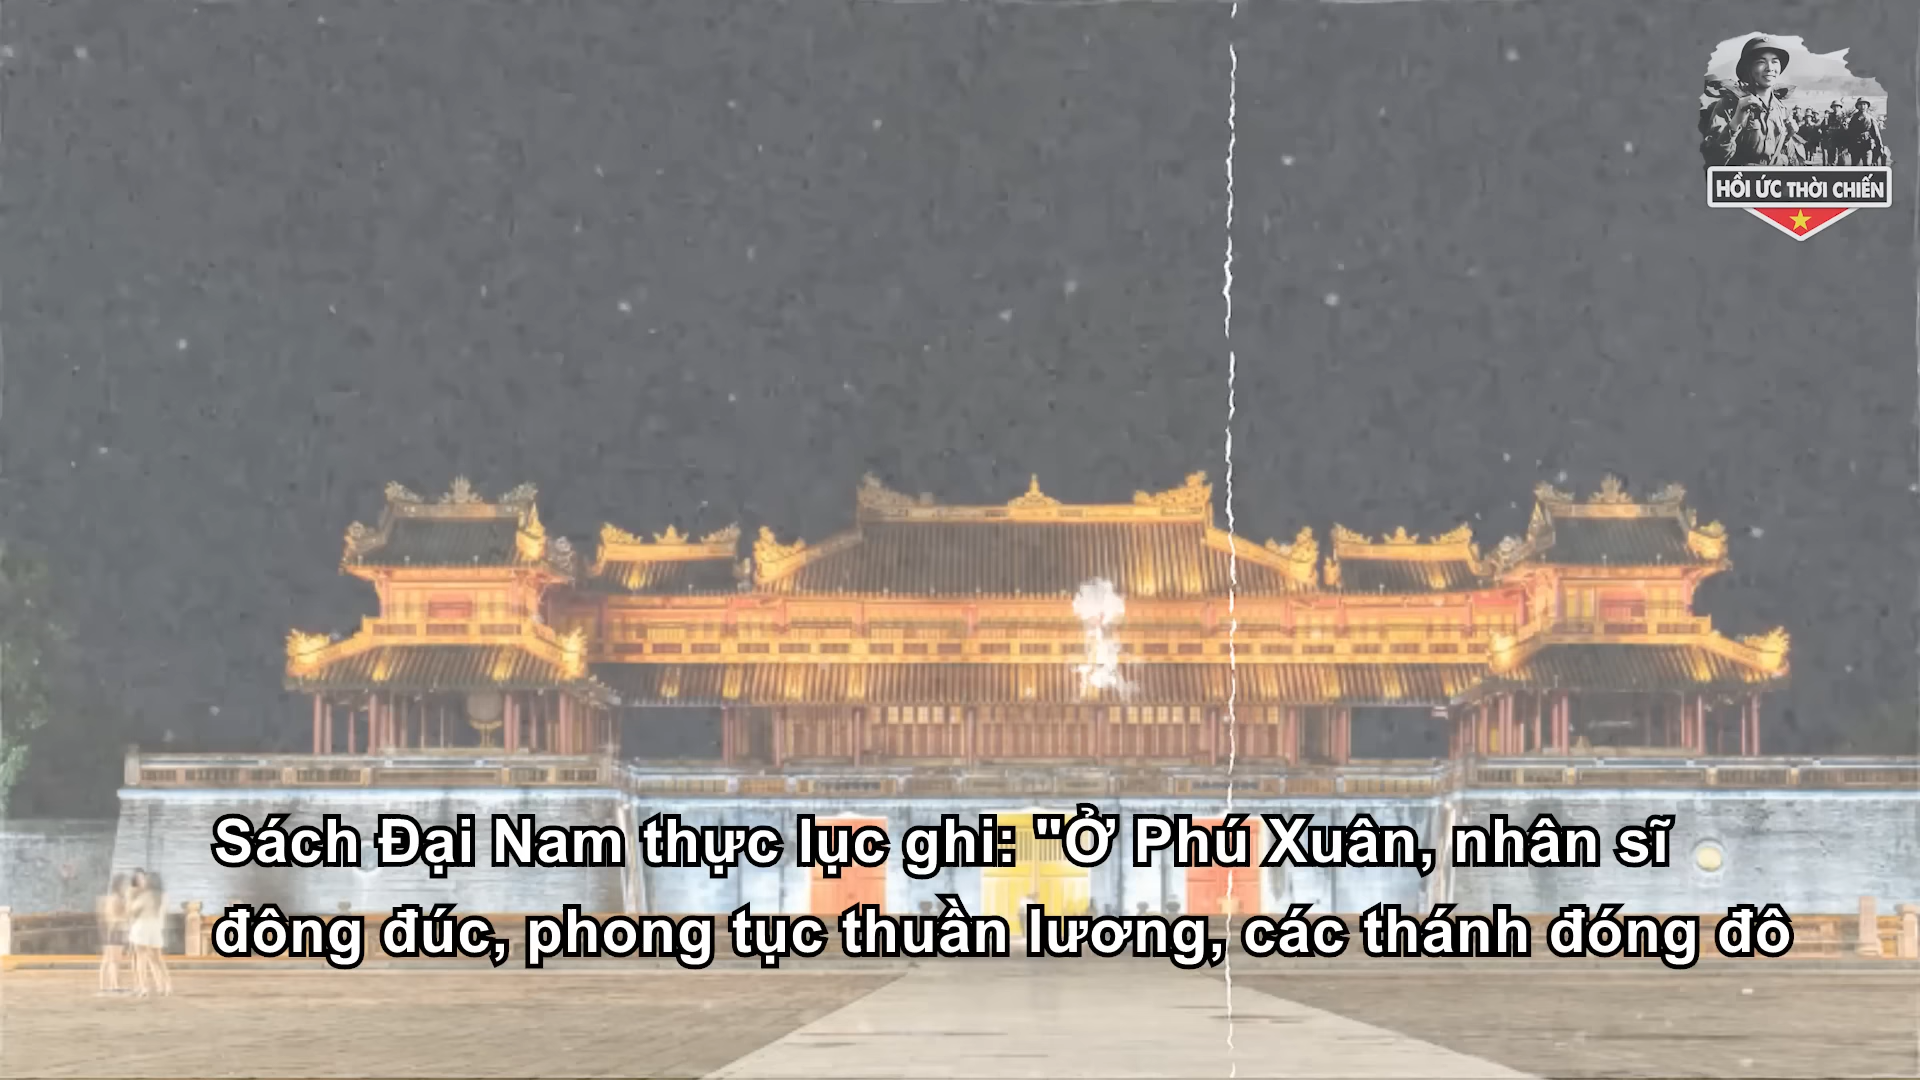 HỒI ỨC THỜI CHIẾN
Sách Đại Nam thực lục ghi: "Ở Phú Xuân, nhân sĩ
đông đúc, phong tục thuần lương, các thánh đóng đô